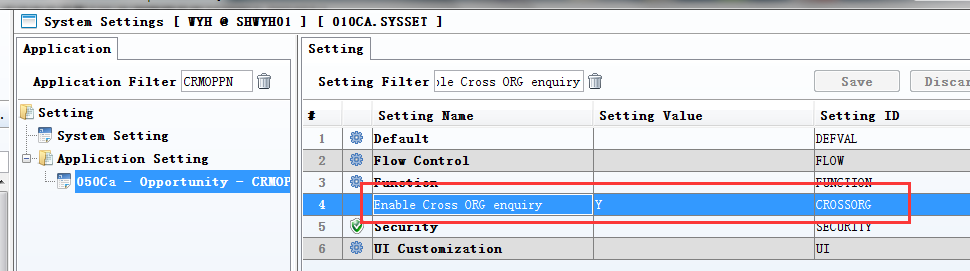 System Settings [ WYH @ SHWYH01 ] [ 010CA.SYSSET ]
Application
Application Filter CRMOPPN
Setting
System Setting
Application Setting
050Ca - Opportunity - CRMOP
Setting
Setting Filter ble Cross ORG enquiry Save Discar
# Setting Name Setting Value Setting ID
1 Default DEFVAL
2 Flow Control FLOW
3 Function FUNCTION
4 Enable Cross ORG enquiry Y CROSSORG
5 Security SECURITY
6 UI Customization UI